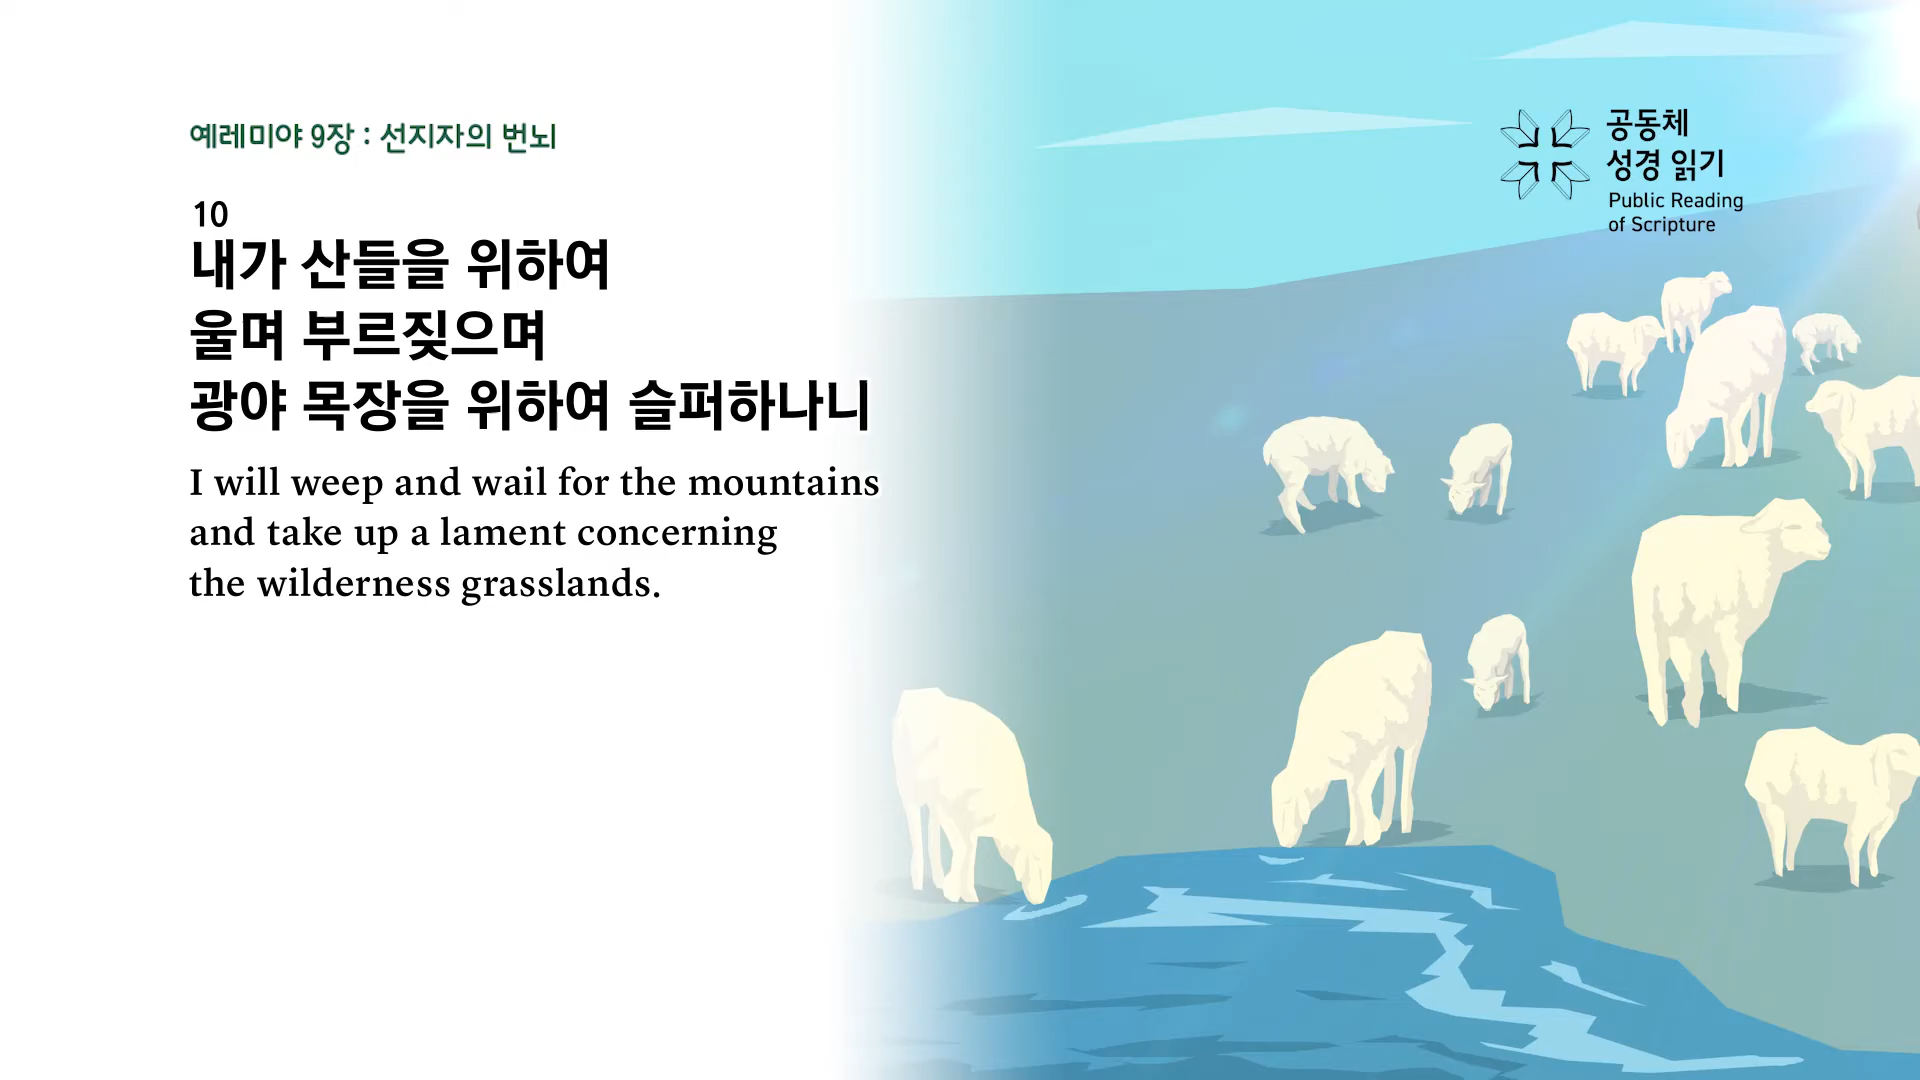 예레미야 9장 : 선지자의 번뇌
10
내가 산들을 위하여
울며 부르짖으며
광야 목장을 위하여 슬퍼하나니
I will weep and wail for the mountains
and take up a lament concerning
the wilderness grasslands.
공동체
성경 읽기
Public Reading
of Scripture